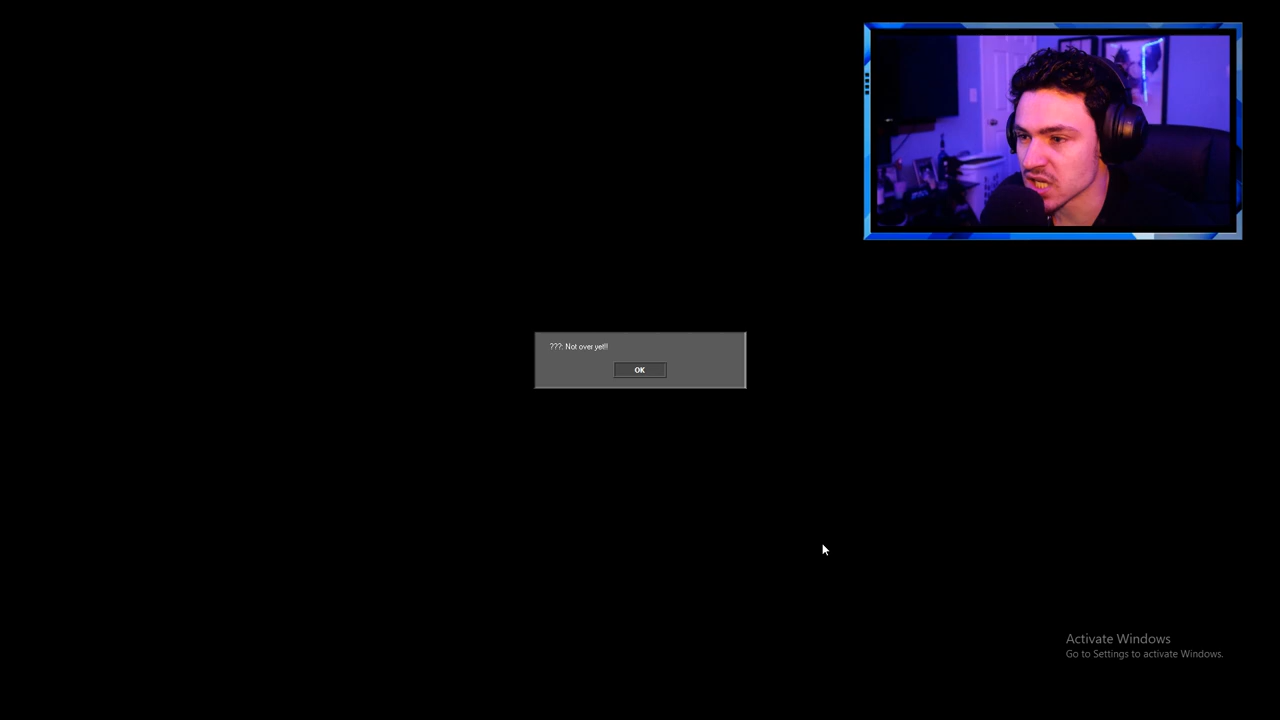 ???: Not over yet!!
OK
Activate Windows
Go to Settings to activate Windows.